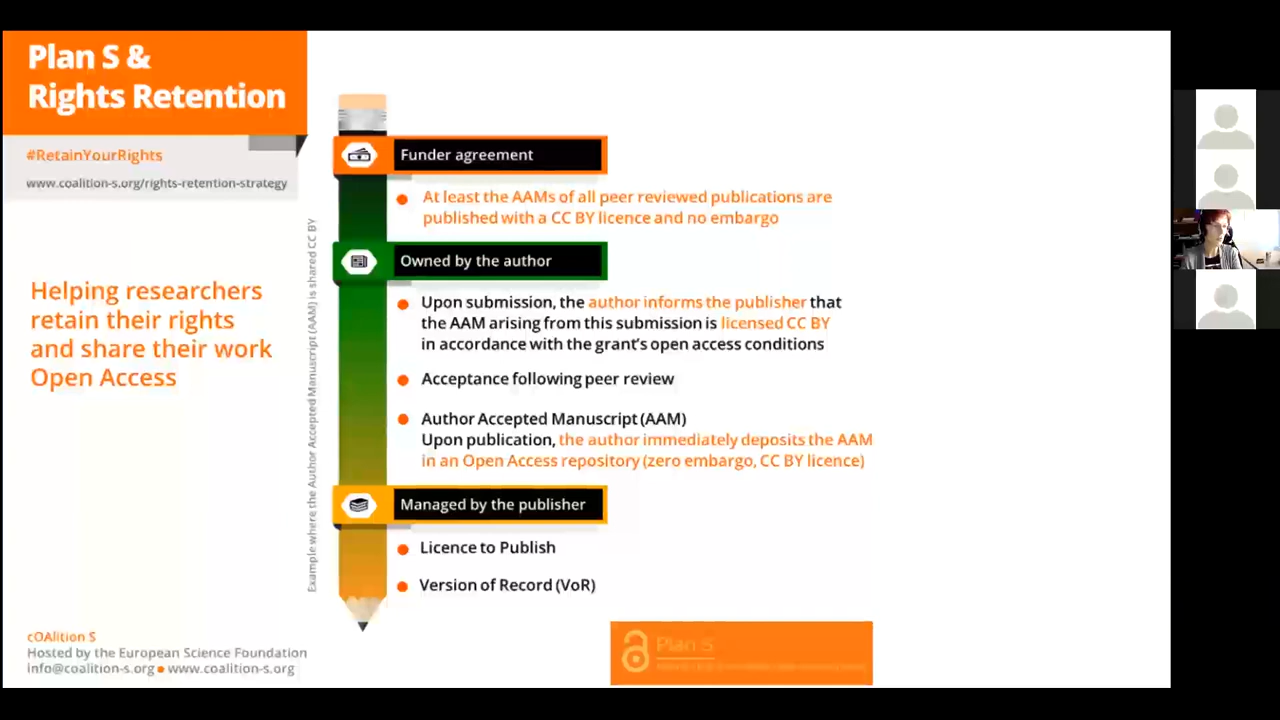 Plan S &
Rights Retention
#RetainYourRights
www.coalition-s.org/rights-retention-strategy
Helping researchers
retain their rights
and share their work
Open Access
Example where the Author Accepted Manuscript (AAM) is shared CC BY
Funder agreement
At least the AAMs of all peer reviewed publications are
published with a CC BY licence and no embargo
Owned by the author
Upon submission, the author informs the publisher that
the AAM arising from this submission is licensed CC BY
in accordance with the grant's open access conditions
Acceptance following peer review
Author Accepted Manuscript (AAM)
Upon publication, the author immediately deposits the AAM
in an Open Access repository (zero embargo, CC BY licence)
Managed by the publisher
Licence to Publish
Version of Record (VoR)
cOAlition S
Hosted by the European Science Foundation
info@coalition-s.org • www.coalition-s.org
Plan S